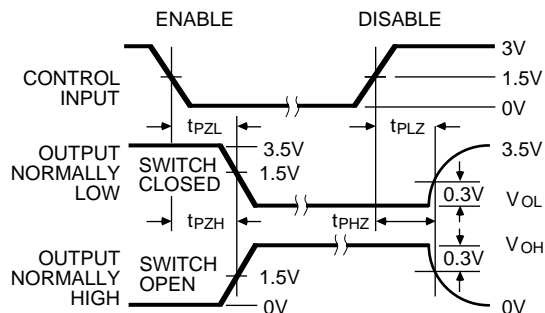 ENABLE DISABLE
3V
CONTROL INPUT 1.5V
0V
tPZL tPLZ
OUTPUT NORMALLY LOW
SWITCH CLOSED
3.5V
1.5V
3.5V
0.3V VOL
tPZH tPHZ
VOH
OUTPUT NORMALLY HIGH
SWITCH OPEN
0.3V
1.5V
0V 0V